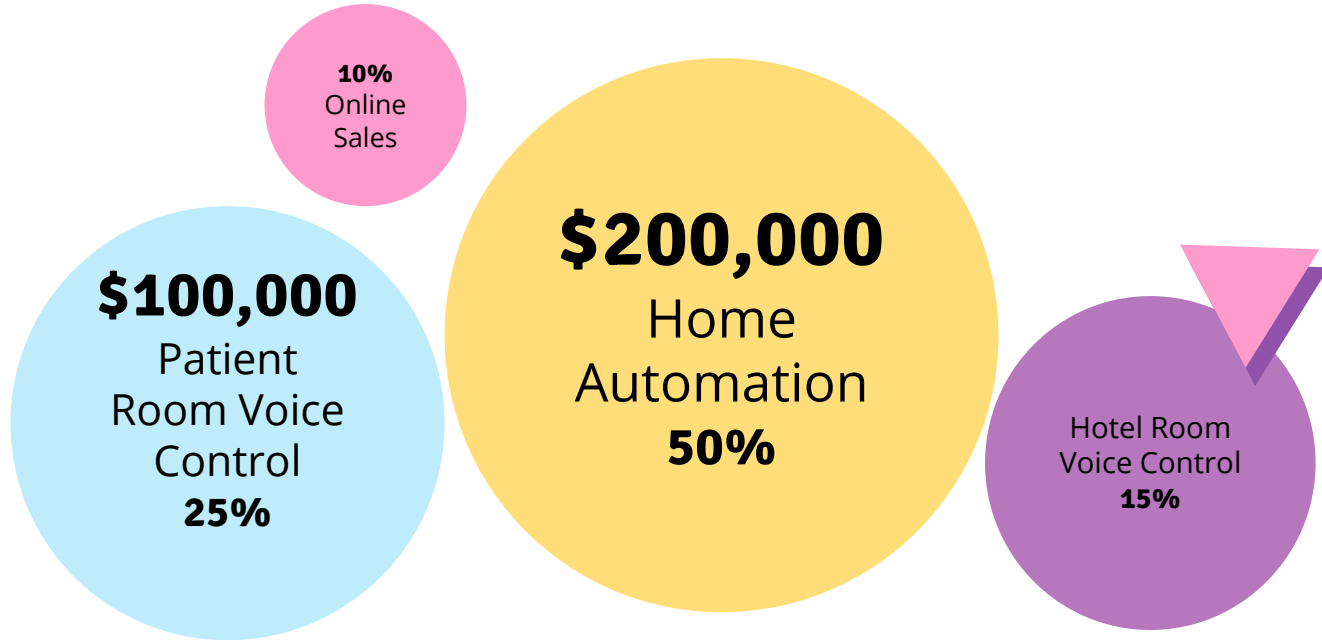 10%
Online
Sales
$100,000
Patient
Room Voice
Control
25%
$200,000
Home
Automation
50%
Hotel Room
Voice Control
15%